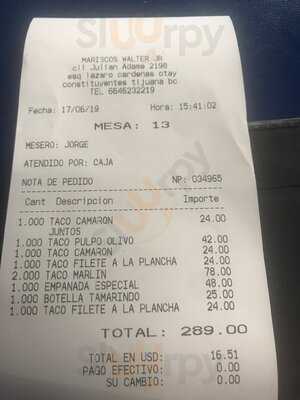 MARISCOS WALTER JR
cll Julian Adame 2198
esq lazaro cardenas otay
constituyentes tijuana bc
TEL 6646232219
Fecha: 17/06/19 Hora: 15:41:02
MESA: 13
MESERO: JORGE
ATENDIDO POR: CAJA
NOTA DE PEDIDO NP: 034965
Cant Descripcion Importe
1.000 TACO CAMARON 24.00
JUNTOS
1.000 TACO PULPO OLIVO 42.00
1.000 TACO CAMARON 24.00
1.000 TACO FILETE A LA PLANCHA 24.00
2.000 TACO MARLIN 78.00
1.000 EMPANADA ESPECIAL 48.00
1.000 BOTELLA TAMARINDO 25.00
1.000 TACO FILETE A LA PLANCHA 24.00
TOTAL: 289.00
TOTAL EN USD: 16.51
PAGO EFECTIVO: 0.00
SU CAMBIO: 0.00
Sluurpy
Sluurpy
Sluurpy